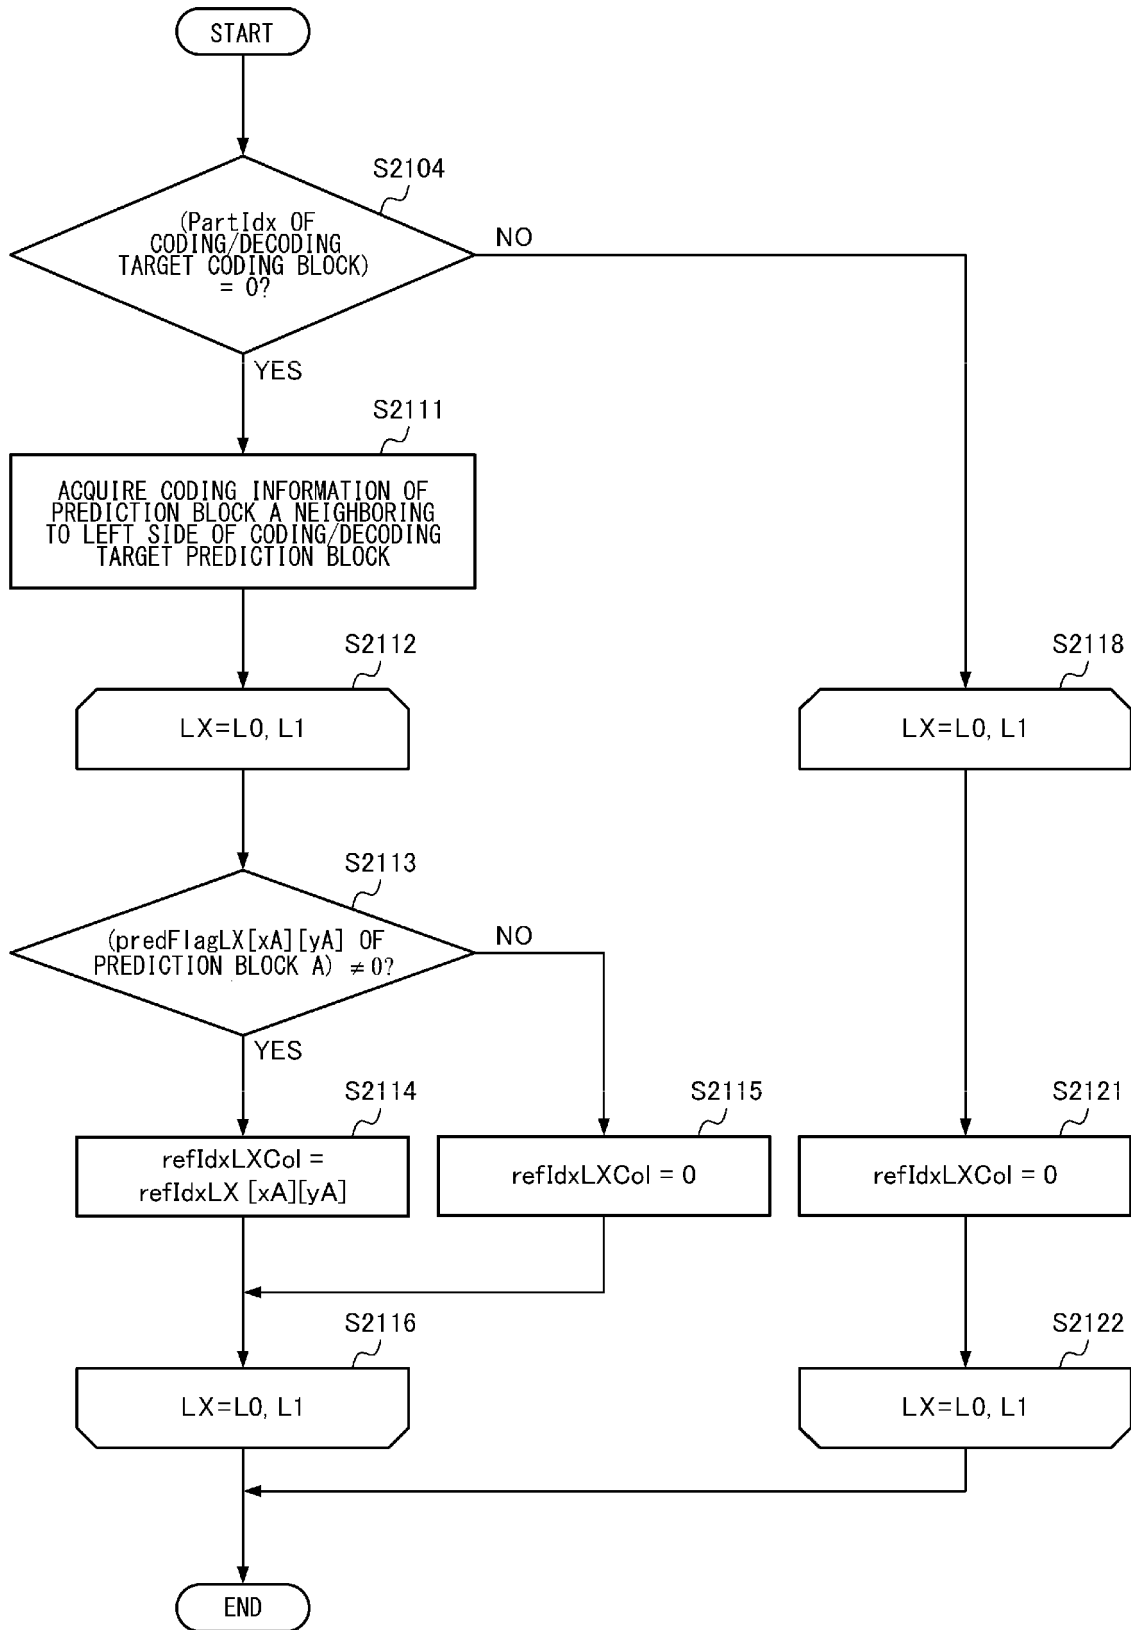 START
S2104
(PartIdx OF
CODING/DECODING
TARGET CODING BLOCK)
= 0?
NO
YES
S2111
ACQUIRE CODING INFORMATION OF
PREDICTION BLOCK A NEIGHBORING
TO LEFT SIDE OF CODING/DECODING
TARGET PREDICTION BLOCK
S2112
LX=L0, L1
S2118
LX=L0, L1
S2113
(predFlagLX[xA][yA] OF
PREDICTION BLOCK A) ≠0?
NO
YES
S2114
refIdxLXCol =
refIdxLX [xA][yA]
S2115
refIdxLXCol = 0
S2121
refIdxLXCol = 0
S2116
LX=L0, L1
S2122
LX=L0, L1
END